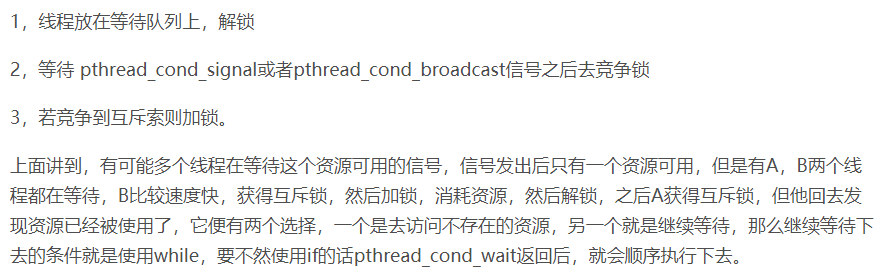 1，线程放在等待队列上，解锁
2，等待 pthread_cond_signal或者pthread_cond_broadcast信号之后去竞争锁
3，若竞争到互斥索则加锁。
上面讲到，有可能多个线程在等待这个资源可用的信号，信号发出后只有一个资源可用，但是有A，B两个线
程都在等待，B比较速度快，获得互斥锁，然后加锁，消耗资源，然后解锁，之后A获得互斥锁，但他回去发
现资源已经被使用了，它便有两个选择，一个是去访问不存在的资源，另一个就是继续等待，那么继续等待下
去的条件就是使用while，要不然使用if的话pthread_cond_wait返回后，就会顺序执行下去。